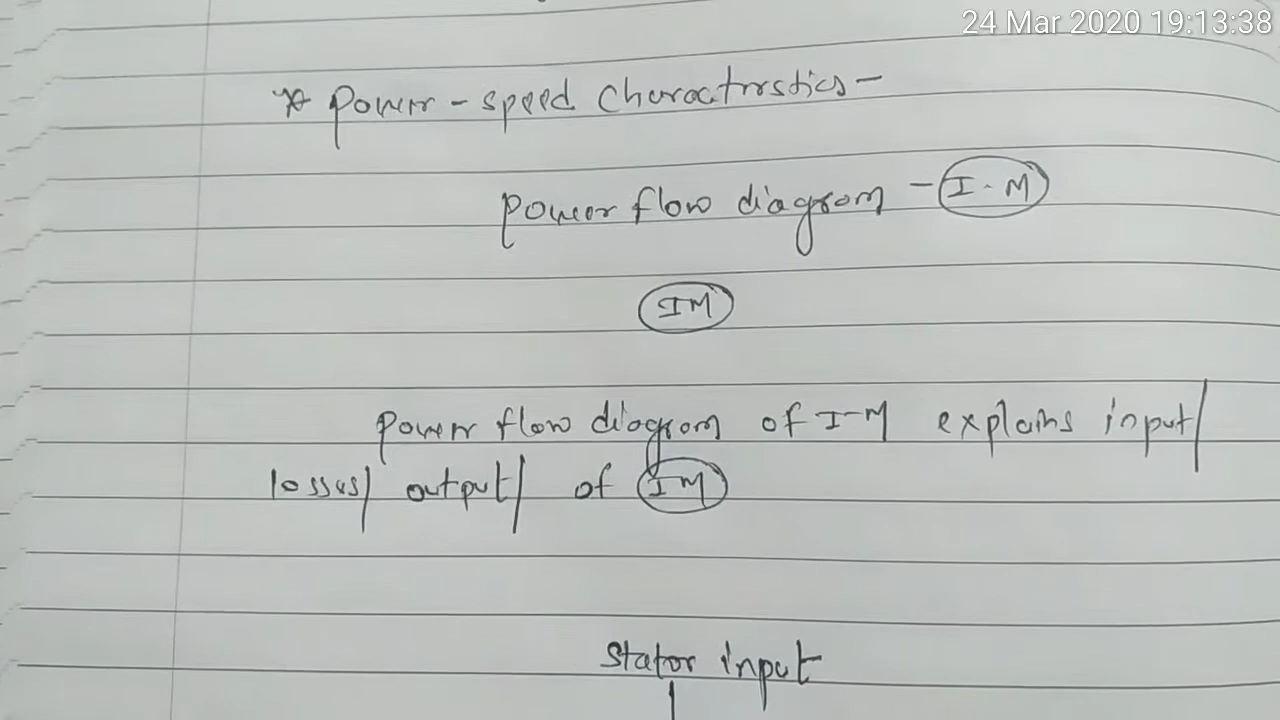 24 Mar 2020 19:13:38
* Power - speed Charactrrstics -
Power flow diagram - I.M
IM
Power flow diagram of I-M explains input/
losses/ output/ of IM
Stator input